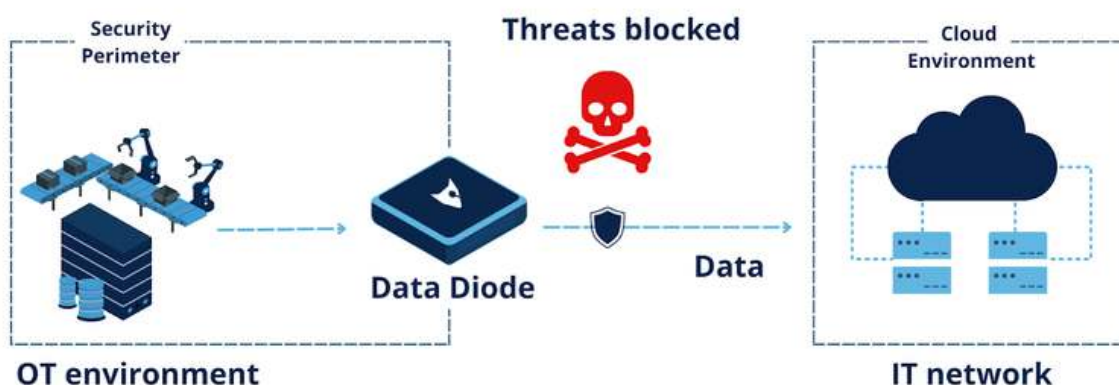 Security
Perimeter
Threats blocked
Cloud
Environment
Data Diode
Data
OT environment
IT network